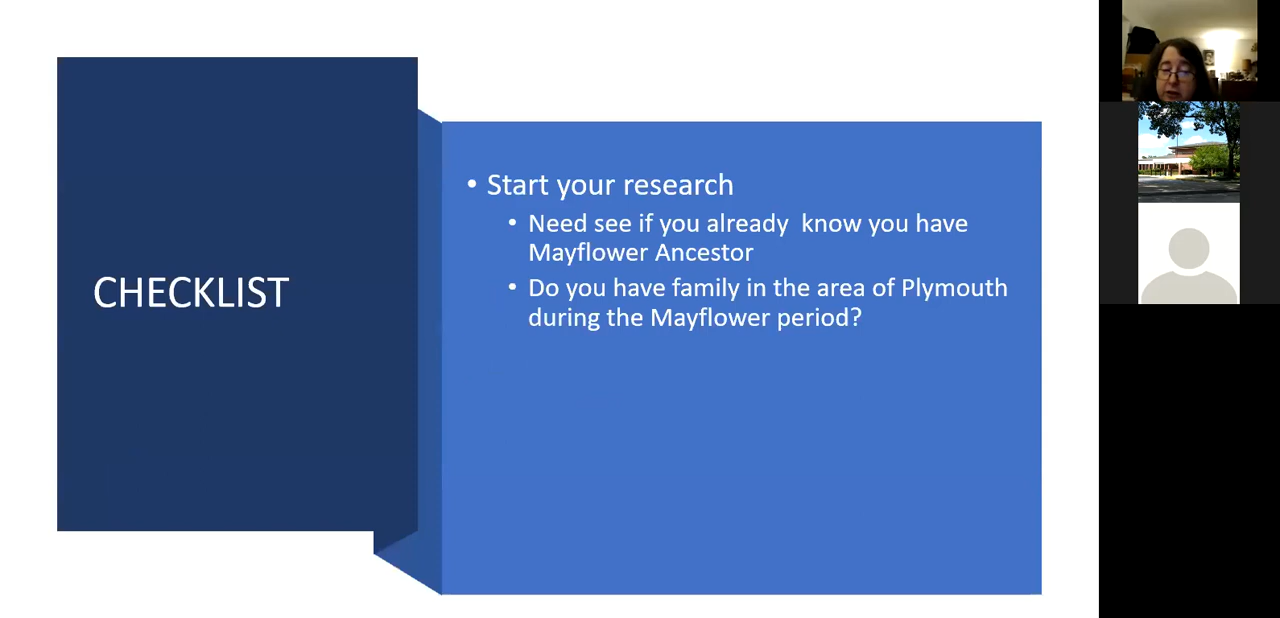 CHECKLIST
• Start your research
• Need see if you already  know you have
Mayflower Ancestor
• Do you have family in the area of Plymouth
during the Mayflower period?